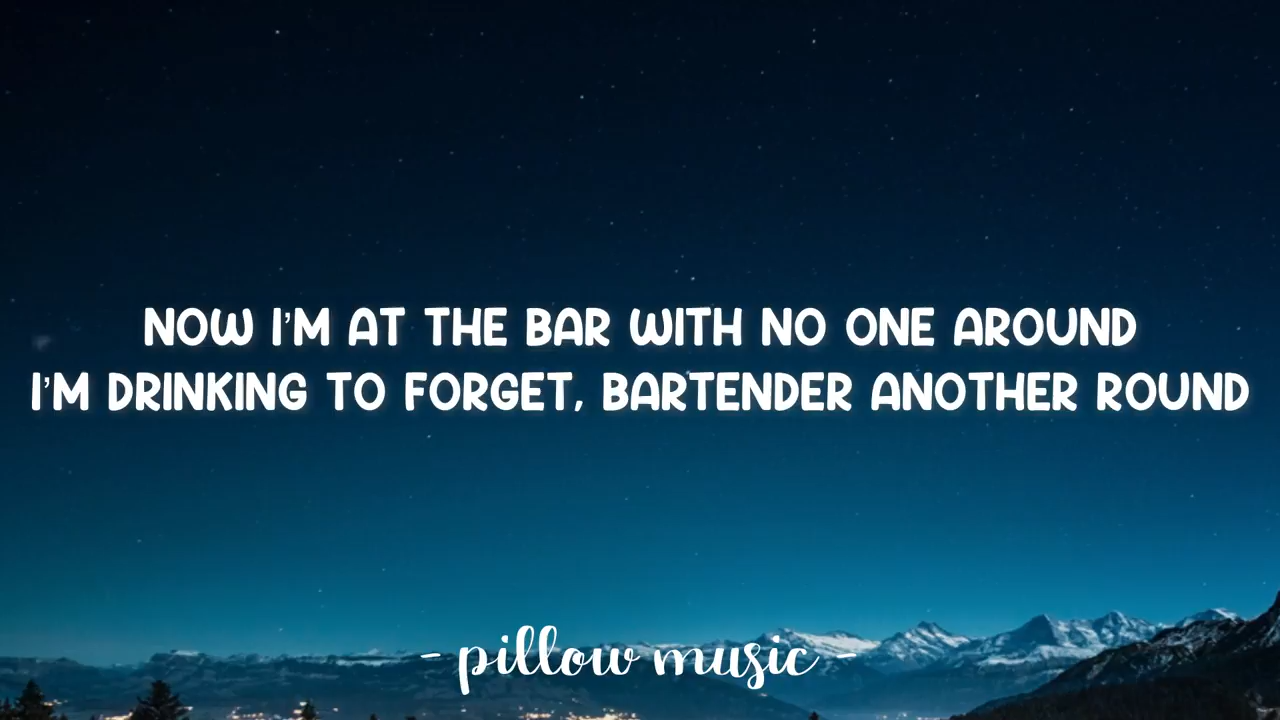 NOW I'M AT THE BAR WITH NO ONE AROUND
I'M DRINKING TO FORGET, BARTENDER ANOTHER ROUND
- pillow music -